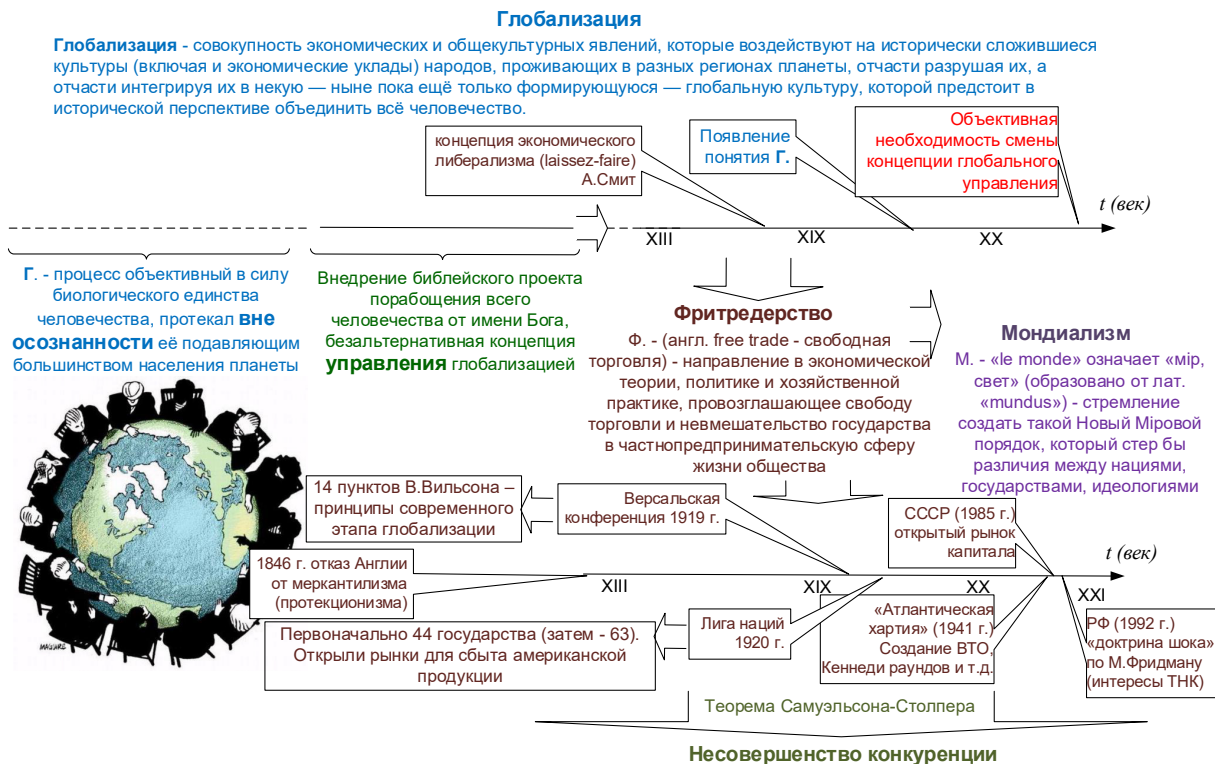 Глобализация
Глобализация - совокупность экономических и общекультурных явлений, которые воздействуют на исторически сложившиеся
культуры (включая и экономические уклады) народов, проживающих в разных регионах планеты, отчасти разрушая их, а
отчасти интегрируя их в некую — ныне пока ещё только формирующуюся — глобальную культуру, которой предстоит в
исторической перспективе объединить всё человечество.
концепция экономического
либерализма (laissez-faire)
А.Смит
Появление
понятия Г.
Объективная
необходимость смены
концепции глобального
управления
t (век)
XIII
XIX
XX
Г. - процесс объективный в силу
биологического единства
человечества, протекал вне
осознанности её подавляющим
большинством населения планеты
Внедрение библейского проекта
порабощения всего
человечества от имени Бога,
безальтернативная концепция
управления глобализацией
Фритредерство
Ф. - (англ. free trade - свободная
торговля) - направление в экономической
теории, политике и хозяйственной
практике, провозглашающее свободу
торговли и невмешательство государства
в частнопредпринимательскую сферу
жизни общества
Мондиализм
М. - «le monde» означает «мiр,
свет» (образовано от лат.
«mundus») - стремление
создать такой Новый Мiровой
порядок, который стер бы
различия между нациями,
государствами, идеологиями
14 пунктов В.Вильсона –
принципы современного
этапа глобализации
Версальская
конференция 1919 г.
СССР (1985 г.)
открытый рынок
капитала
t (век)
1846 г. отказ Англии
от меркантилизма
(протекционизма)
XIII
XIX
XX
XXI
Первоначально 44 государства (затем - 63).
Открыли рынки для сбыта американской
продукции
Лига наций
1920 г.
«Атлантическая
хартия» (1941 г.)
Создание ВТО,
Кеннеди раундов и т.д.
РФ (1992 г.)
«доктрина шока»
по М.Фридману
(интересы ТНК)
MAGUIRE
Теорема Самуэльсона-Столпера
Несовершенство конкуренции